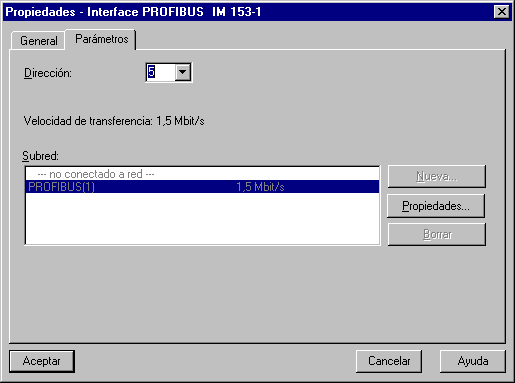 Propiedades - Interface PROFIBUS  IM 153-1
General
Parámetros
Dirección:
5
Velocidad de transferencia: 1,5 Mbit/s
Subred:
--- no conectado a red ---
PROFIBUS(1) 1,5 Mbit/s
Nueva...
Propiedades...
Borrar
Aceptar
Cancelar
Ayuda